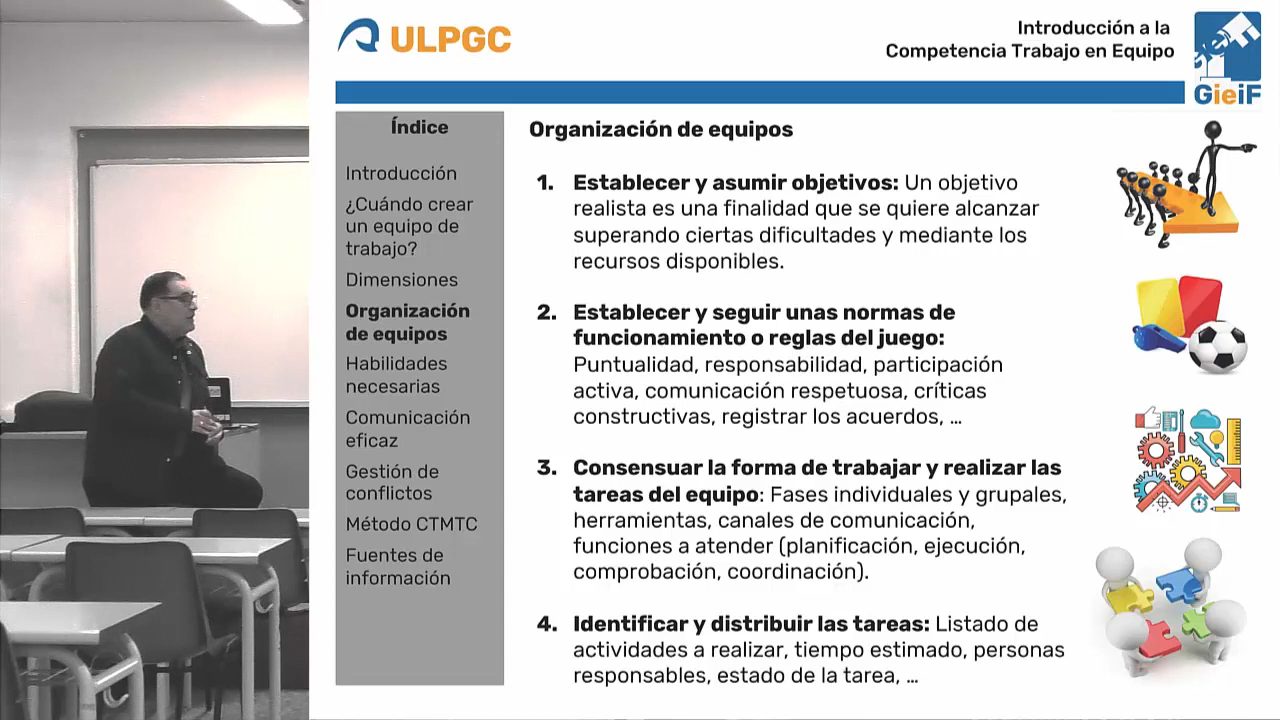 ULPGC
Introducción a la
Competencia Trabajo en Equipo
GieiF
Índice
Introducción
¿Cuándo crear
un equipo de
trabajo?
Dimensiones
Organización
de equipos
Habilidades
necesarias
Comunicación
eficaz
Gestión de
conflictos
Método CTMTC
Fuentes de
información
Organización de equipos
1. Establecer y asumir objetivos: Un objetivo
realista es una finalidad que se quiere alcanzar
superando ciertas dificultades y mediante los
recursos disponibles.
2. Establecer y seguir unas normas de
funcionamiento o reglas del juego:
Puntualidad, responsabilidad, participación
activa, comunicación respetuosa, críticas
constructivas, registrar los acuerdos, ...
3. Consensuar la forma de trabajar y realizar las
tareas del equipo: Fases individuales y grupales,
herramientas, canales de comunicación,
funciones a atender (planificación, ejecución,
comprobación, coordinación).
4. Identificar y distribuir las tareas: Listado de
actividades a realizar, tiempo estimado, personas
responsables, estado de la tarea, ...